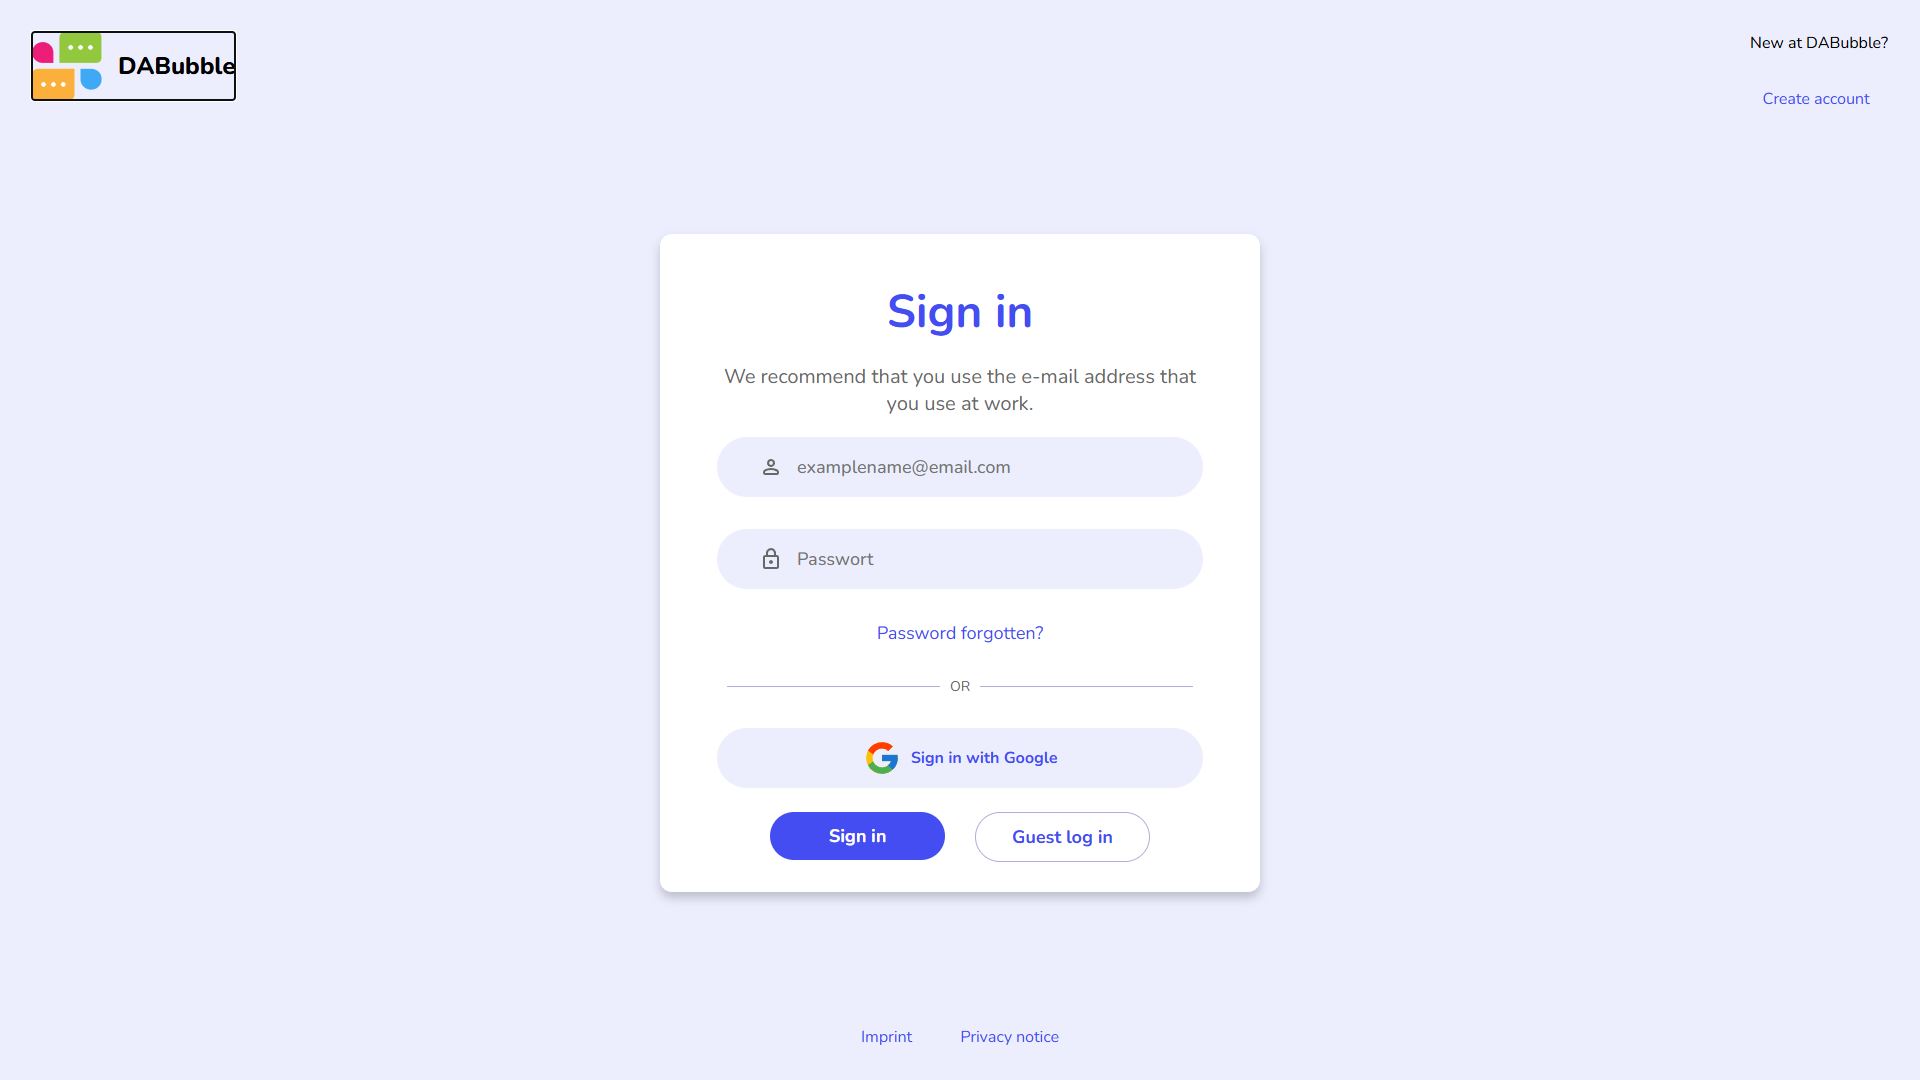 DABubble
New at DABubble?
Create account
Sign in
We recommend that you use the e-mail address that
you use at work.
examplename@email.com
Passwort
Password forgotten?
OR
Sign in with Google
Sign in
Guest log in
Imprint
Privacy notice